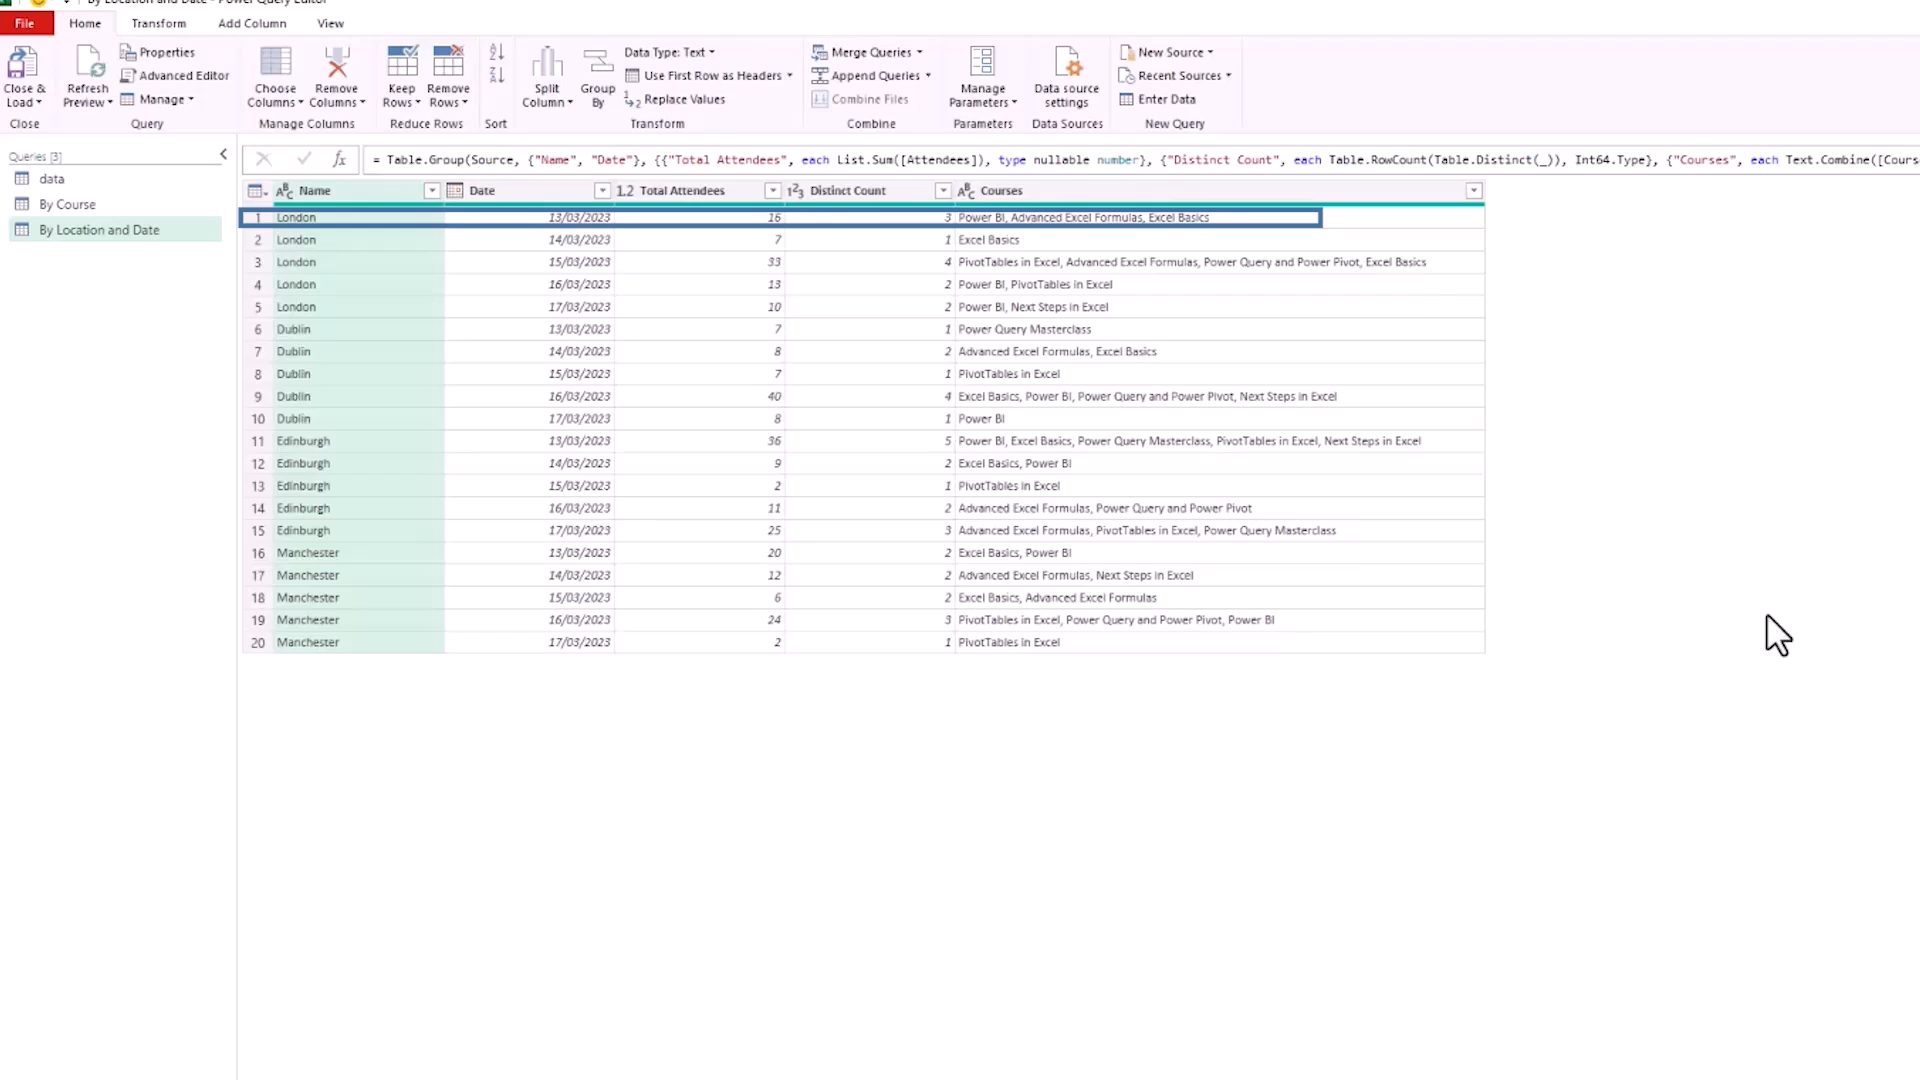 By Location and Date - Power Query Editor
File Home Transform Add Column View
Close & Load
Close
Refresh Preview
Properties
Advanced Editor
Manage
Query
Choose Columns
Remove Columns
Manage Columns
Keep Rows
Remove Rows
Reduce Rows
Sort
Split Column
Group By
Data Type: Text
Use First Row as Headers
Replace Values
Transform
Merge Queries
Append Queries
Combine Files
Combine
Manage Parameters
Parameters
Data source settings
Data Sources
New Source
Recent Sources
Enter Data
New Query
Queries [3]
data
By Course
By Location and Date
= Table.Group(Source, {"Name", "Date"}, {{"Total Attendees", each List.Sum([Attendees]), type nullable number}, {"Distinct Count", each Table.RowCount(Table.Distinct(_)), Int64.Type}, {"Courses", each Text.Combine([Cours
Name Date 1.2 Total Attendees 123 Distinct Count Courses
1 London 13/03/2023 16 3 Power BI, Advanced Excel Formulas, Excel Basics
2 London 14/03/2023 7 1 Excel Basics
3 London 15/03/2023 33 4 PivotTables in Excel, Advanced Excel Formulas, Power Query and Power Pivot, Excel Basics
4 London 16/03/2023 13 2 Power BI, PivotTables in Excel
5 London 17/03/2023 10 2 Power BI, Next Steps in Excel
6 Dublin 13/03/2023 7 1 Power Query Masterclass
7 Dublin 14/03/2023 8 2 Advanced Excel Formulas, Excel Basics
8 Dublin 15/03/2023 7 1 PivotTables in Excel
9 Dublin 16/03/2023 40 4 Excel Basics, Power BI, Power Query and Power Pivot, Next Steps in Excel
10 Dublin 17/03/2023 8 1 Power BI
11 Edinburgh 13/03/2023 36 5 Power BI, Excel Basics, Power Query Masterclass, PivotTables in Excel, Next Steps in Excel
12 Edinburgh 14/03/2023 9 2 Excel Basics, Power BI
13 Edinburgh 15/03/2023 2 1 PivotTables in Excel
14 Edinburgh 16/03/2023 11 2 Advanced Excel Formulas, Power Query and Power Pivot
15 Edinburgh 17/03/2023 25 3 Advanced Excel Formulas, PivotTables in Excel, Power Query Masterclass
16 Manchester 13/03/2023 20 2 Excel Basics, Power BI
17 Manchester 14/03/2023 12 2 Advanced Excel Formulas, Next Steps in Excel
18 Manchester 15/03/2023 6 2 Excel Basics, Advanced Excel Formulas
19 Manchester 16/03/2023 24 3 PivotTables in Excel, Power Query and Power Pivot, Power BI
20 Manchester 17/03/2023 2 1 PivotTables in Excel